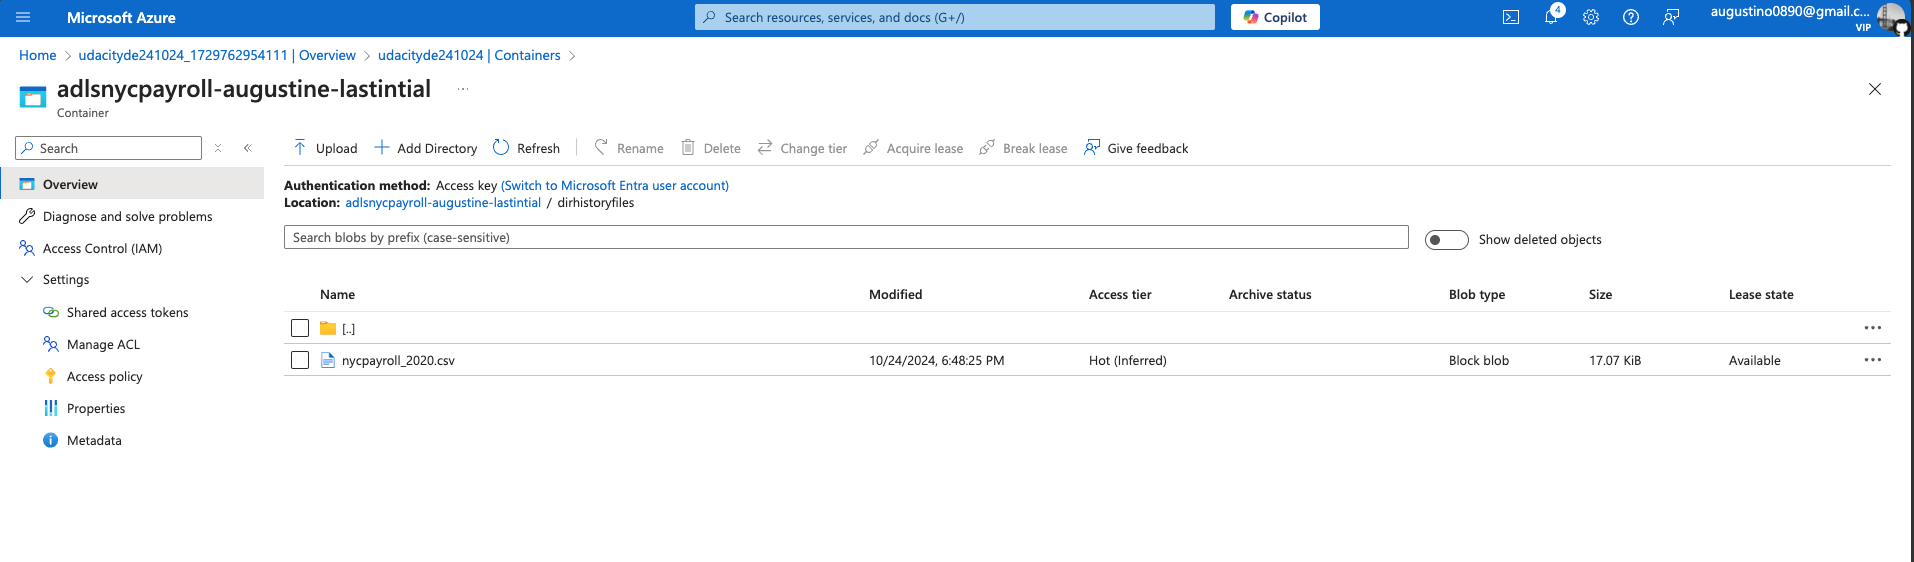 Microsoft Azure
Search resources, services, and docs (G+/)
Copilot
4
augustino0890@gmail.c...
VIP
Home > udacityde241024_1729762954111 | Overview > udacityde241024 | Containers >
adlsnycpayroll-augustine-lastintial ...
Container
Search
Overview
Diagnose and solve problems
Access Control (IAM)
Settings
Shared access tokens
Manage ACL
Access policy
Properties
Metadata
Upload Add Directory Refresh Rename Delete Change tier Acquire lease Break lease Give feedback
Authentication method: Access key (Switch to Microsoft Entra user account)
Location: adlsnycpayroll-augustine-lastintial / dirhistoryfiles
Search blobs by prefix (case-sensitive)
Show deleted objects
Name Modified Access tier Archive status Blob type Size Lease state
[..]
nycpayroll_2020.csv 10/24/2024, 6:48:25 PM Hot (Inferred) Block blob 17.07 KiB Available